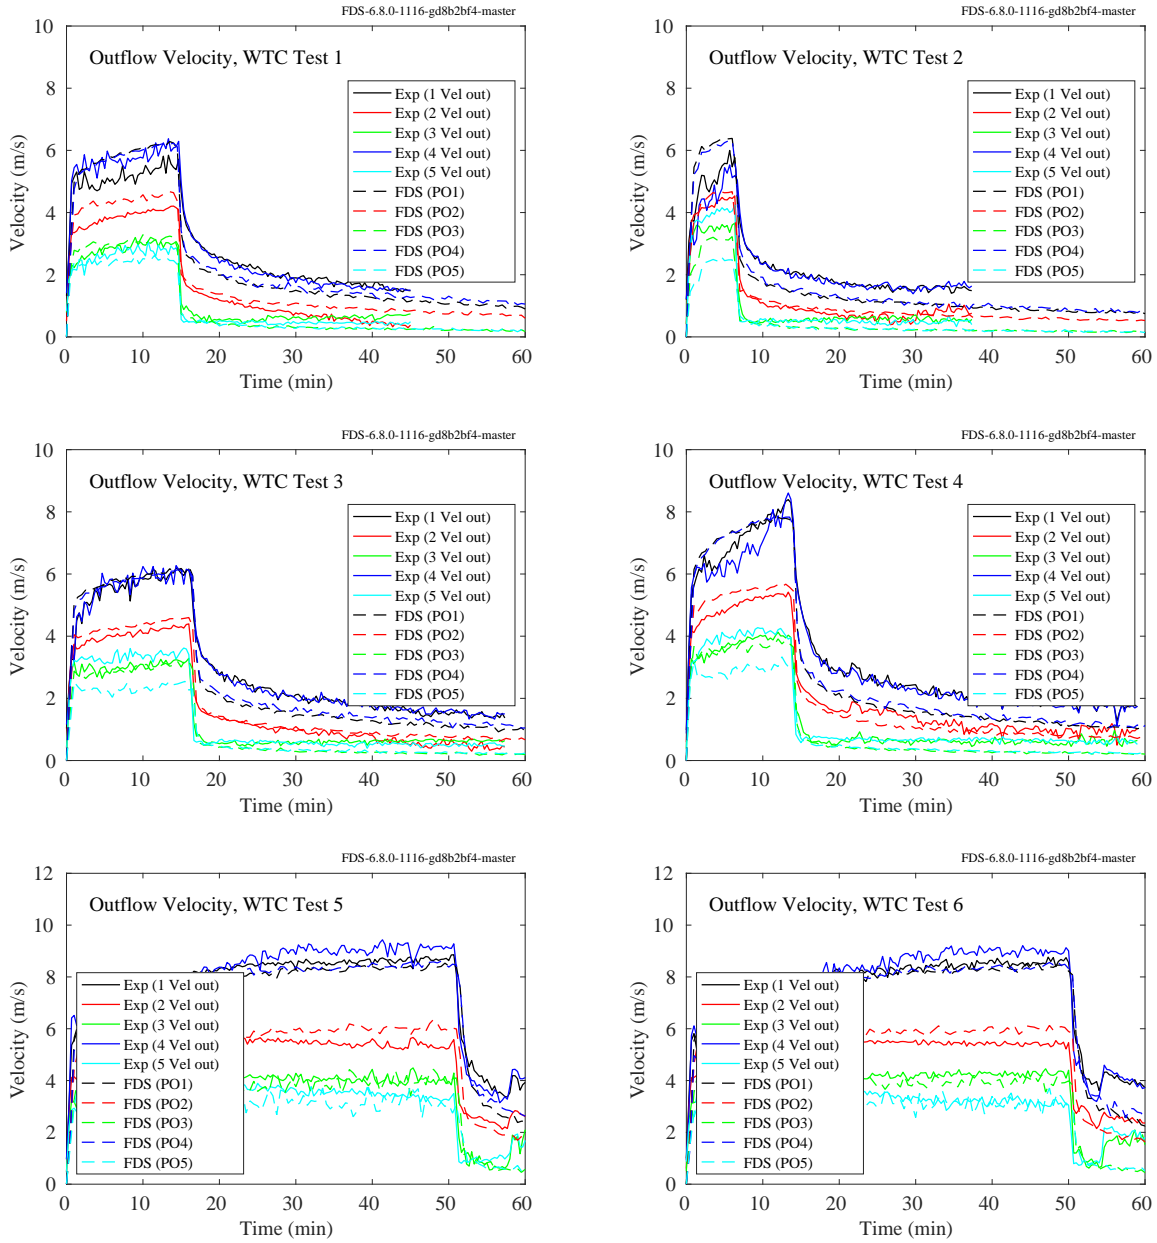 FDS-6.8.0-1116-gd8b2bf4-master
Outflow Velocity, WTC Test 1
Exp (1 Vel out)
Exp (2 Vel out)
Exp (3 Vel out)
Exp (4 Vel out)
Exp (5 Vel out)
FDS (PO1)
FDS (PO2)
FDS (PO3)
FDS (PO4)
FDS (PO5)
Velocity (m/s)
10
8
6
4
2
0
0 10 20 30 40 50 60
Time (min)
FDS-6.8.0-1116-gd8b2bf4-master
Outflow Velocity, WTC Test 2
Exp (1 Vel out)
Exp (2 Vel out)
Exp (3 Vel out)
Exp (4 Vel out)
Exp (5 Vel out)
FDS (PO1)
FDS (PO2)
FDS (PO3)
FDS (PO4)
FDS (PO5)
Velocity (m/s)
10
8
6
4
2
0
0 10 20 30 40 50 60
Time (min)
FDS-6.8.0-1116-gd8b2bf4-master
Outflow Velocity, WTC Test 3
Exp (1 Vel out)
Exp (2 Vel out)
Exp (3 Vel out)
Exp (4 Vel out)
Exp (5 Vel out)
FDS (PO1)
FDS (PO2)
FDS (PO3)
FDS (PO4)
FDS (PO5)
Velocity (m/s)
10
8
6
4
2
0
0 10 20 30 40 50 60
Time (min)
FDS-6.8.0-1116-gd8b2bf4-master
Outflow Velocity, WTC Test 4
Exp (1 Vel out)
Exp (2 Vel out)
Exp (3 Vel out)
Exp (4 Vel out)
Exp (5 Vel out)
FDS (PO1)
FDS (PO2)
FDS (PO3)
FDS (PO4)
FDS (PO5)
Velocity (m/s)
10
8
6
4
2
0
0 10 20 30 40 50 60
Time (min)
FDS-6.8.0-1116-gd8b2bf4-master
Outflow Velocity, WTC Test 5
Exp (1 Vel out)
Exp (2 Vel out)
Exp (3 Vel out)
Exp (4 Vel out)
Exp (5 Vel out)
FDS (PO1)
FDS (PO2)
FDS (PO3)
FDS (PO4)
FDS (PO5)
Velocity (m/s)
12
10
8
6
4
2
0
0 10 20 30 40 50 60
Time (min)
FDS-6.8.0-1116-gd8b2bf4-master
Outflow Velocity, WTC Test 6
Exp (1 Vel out)
Exp (2 Vel out)
Exp (3 Vel out)
Exp (4 Vel out)
Exp (5 Vel out)
FDS (PO1)
FDS (PO2)
FDS (PO3)
FDS (PO4)
FDS (PO5)
Velocity (m/s)
12
10
8
6
4
2
0
0 10 20 30 40 50 60
Time (min)